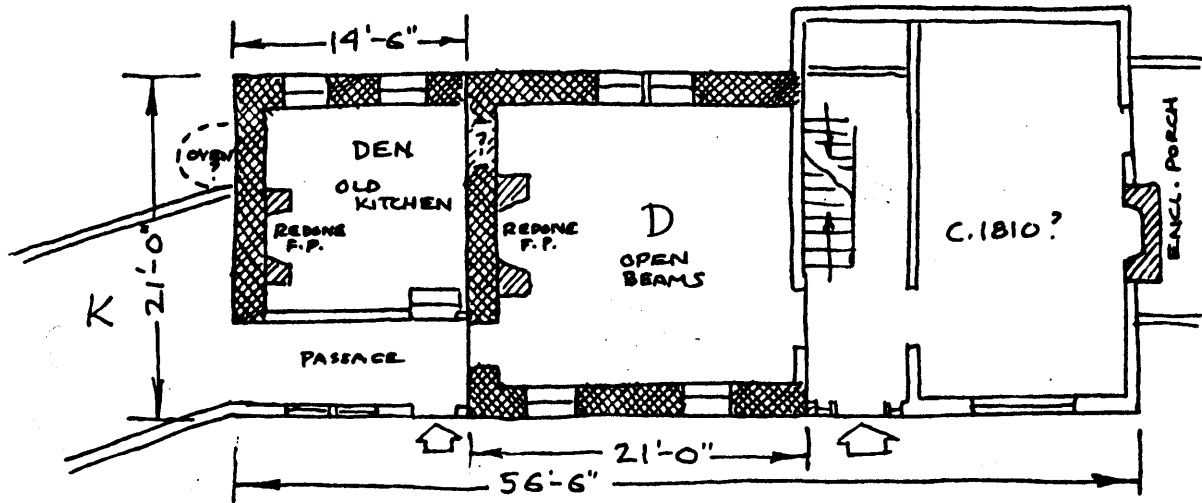 14'-6"
OVEN
?
DEN
OLD
KITCHEN
REDONE
F.P.
?
REDONE
F.P.
D
OPEN
BEAMS
C.1810?
ENCL. PORCH
K
21'-0"
PASSAGE
21'-0"
56'-6"